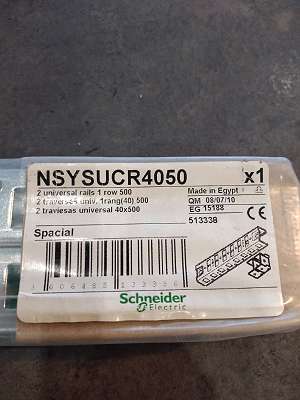 NSYSUCR4050 x1
2 universal rails 1 row 500 Made in Egypt
2 traverses univ. 1rang(40) 500 QM 08/07/10
2 traviesas universal 40x500 EG 15188
513338
Spacial
Schneider
Electric